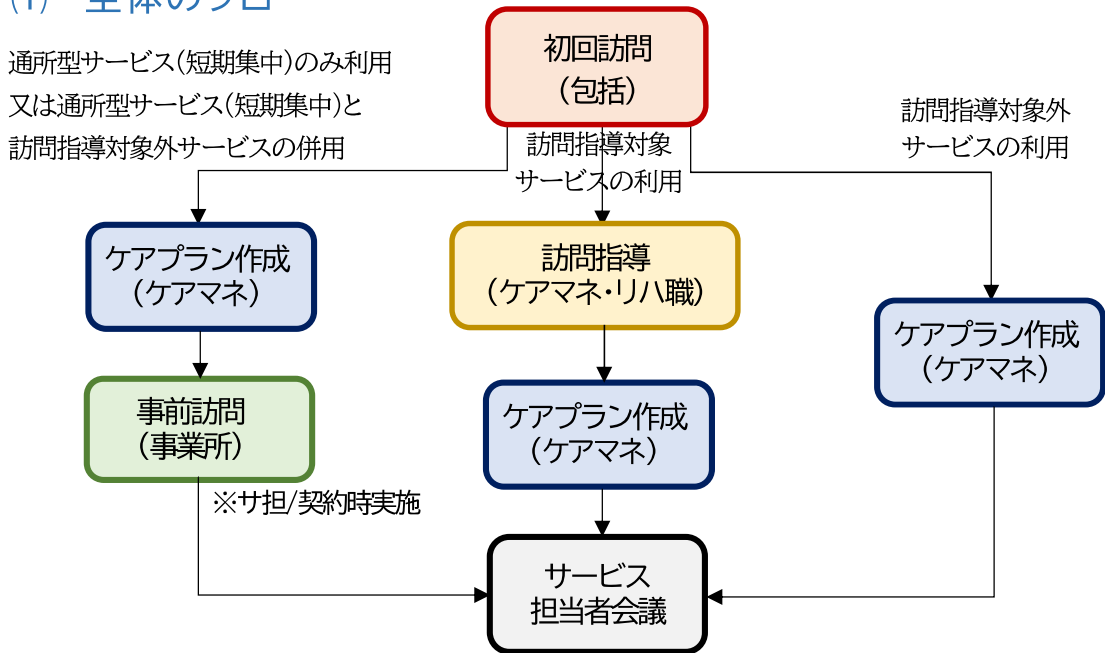 (1) 全体のフロー
初回訪問
(包括)
通所型サービス(短期集中)のみ利用
又は通所型サービス(短期集中)と
訪問指導対象外サービスの併用
訪問指導対象
サービスの利用
訪問指導対象外
サービスの利用
ケアプラン作成
(ケアマネ)
訪問指導
(ケアマネ・リハ職)
ケアプラン作成
(ケアマネ)
事前訪問
(事業所)
ケアプラン作成
(ケアマネ)
※サ担/契約時実施
サービス
担当者会議